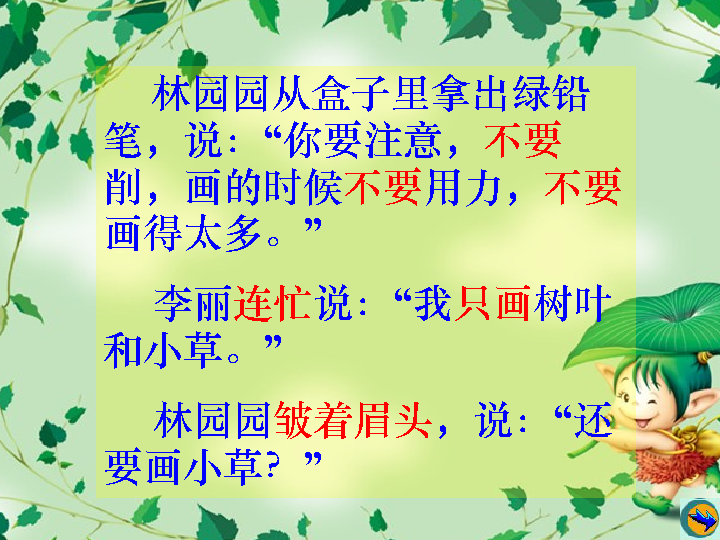 林园园从盒子里拿出绿铅
笔，说：“你要注意，不要
削，画的时候不要用力，不要
画得太多。”
李丽连忙说：“我只画树叶
和小草。”
林园园皱着眉头，说：“还
要画小草？”